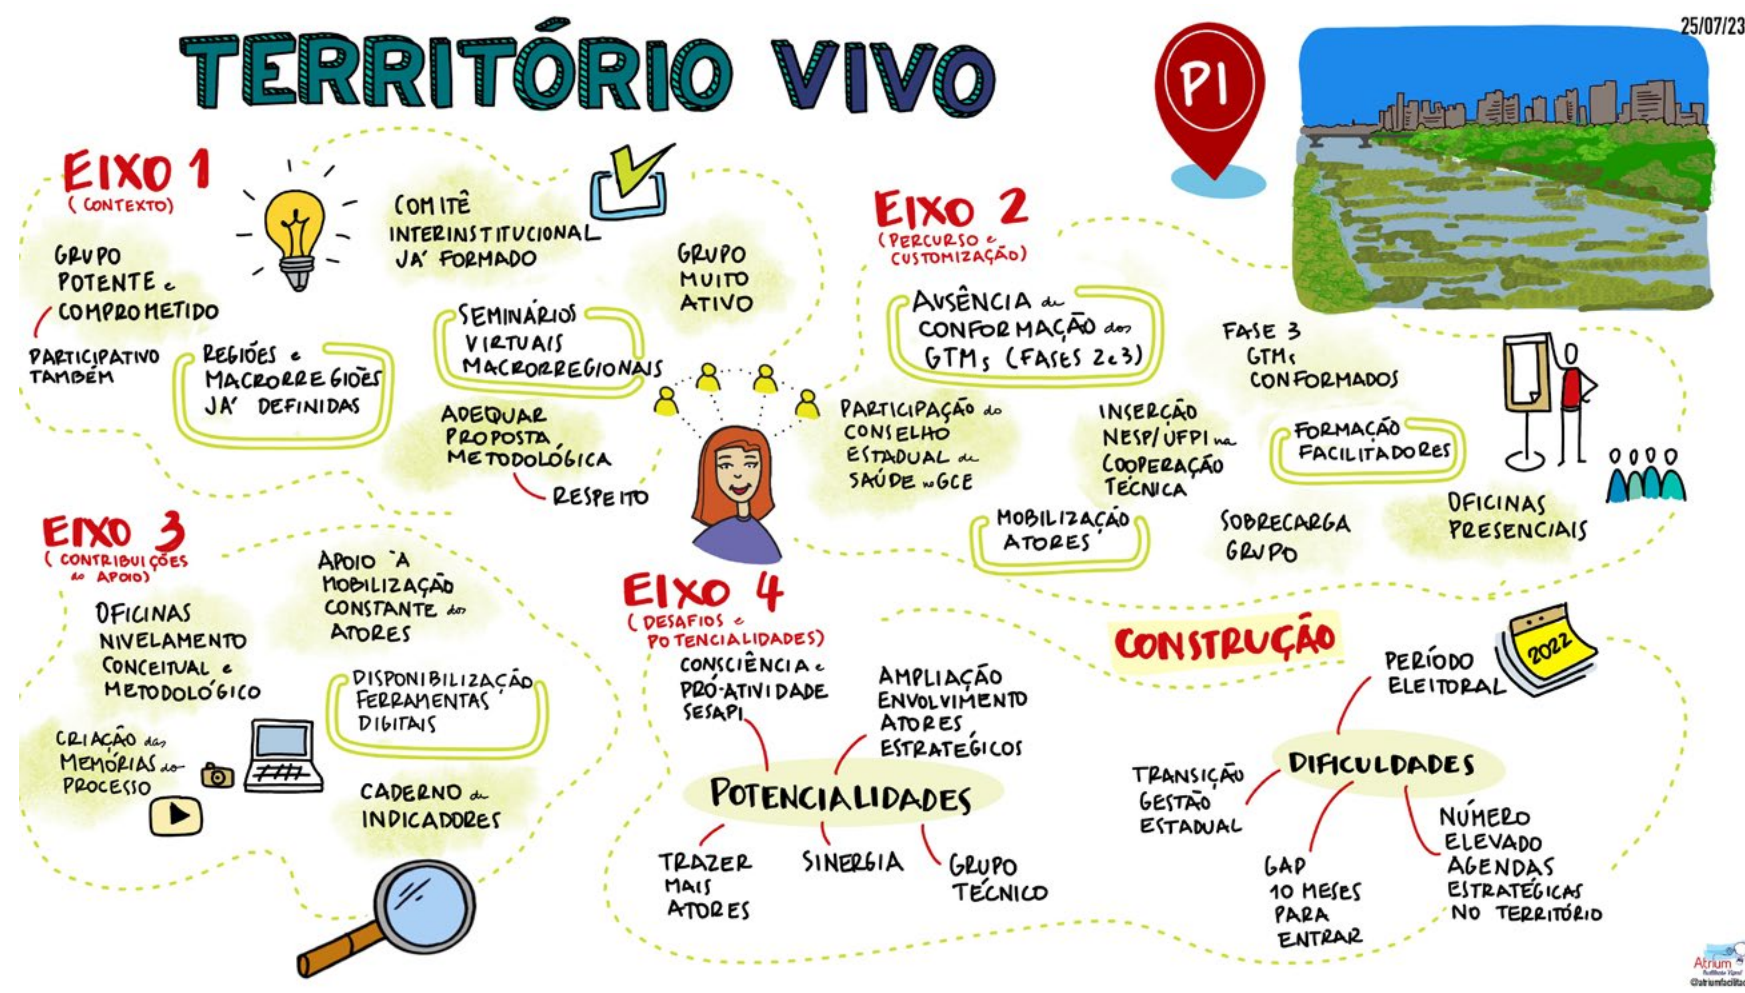 TERRITÓRIO VIVO
PI
25/07/23
EIXO 1
(CONTEXTO)
GRUPO
POTENTE e
COMPROMETIDO
PARTICIPATIVO
TAMBÉM
REGIÕES e
MACRORREGIÕES
JÁ DEFINIDAS
COMITÊ
INTERINSTITUCIONAL
JÁ FORMADO
SEMINÁRIOS
VIRTUAIS
MACRORREGIONAIS
GRUPO
MUITO
ATIVO
ADEQUAR
PROPOSTA
METODOLÓGICA
RESPEITO
EIXO 2
(PERCURSO e
CUSTOMIZAÇÃO)
AUSÊNCIA de
CONFORMAÇÃO dos
GTMs (FASES 2 e 3)
FASE 3
GTMs
CONFORMADOS
PARTICIPAÇÃO do
CONSELHO
ESTADUAL de
SAÚDE no GCE
INSERÇÃO
NESP/UFPI na
COOPERAÇÃO
TÉCNICA
FORMAÇÃO
FACILITADORES
MOBILIZAÇÃO
ATORES
SOBRECARGA
GRUPO
OFICINAS
PRESENCIAIS
EIXO 3
(CONTRIBUIÇÕES
do APOIO)
OFICINAS
NIVELAMENTO
CONCEITUAL e
METODOLÓGICO
APOIO À
MOBILIZAÇÃO
CONSTANTE dos
ATORES
DISPONIBILIZAÇÃO
FERRAMENTAS
DIGITAIS
CRIAÇÃO das
MEMÓRIAS do
PROCESSO
CADERNO de
INDICADORES
EIXO 4
(DESAFIOS e
POTENCIALIDADES)
CONSCIÊNCIA e
PRÓ-ATIVIDADE
SESAPI
AMPLIAÇÃO
ENVOLVIMENTO
ATORES
ESTRATÉGICOS
POTENCIALIDADES
TRAZER
MAIS
ATORES
SINERGIA
GRUPO
TÉCNICO
CONSTRUÇÃO
PERÍODO
ELEITORAL
2022
DIFICULDADES
TRANSIÇÃO
GESTÃO
ESTADUAL
GAP
10 MESES
PARA
ENTRAR
NÚMERO
ELEVADO
AGENDAS
ESTRATÉGICAS
NO TERRITÓRIO
Atrium